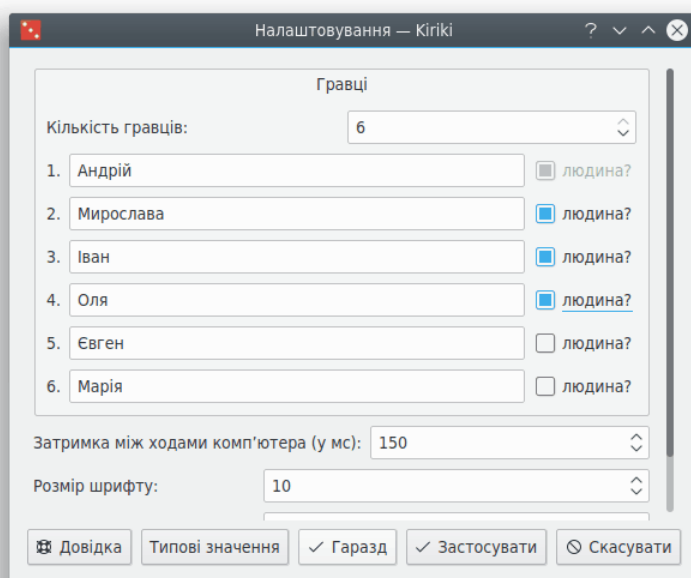 Налаштовування — Kiriki
Гравці
Кількість гравців: 6
1. Андрій людина?
2. Мирослава людина?
3. Іван людина?
4. Оля людина?
5. Євген людина?
6. Марія людина?
Затримка між ходами комп’ютера (у мс): 150
Розмір шрифту: 10
Довідка Типові значення Гаразд Застосувати Скасувати